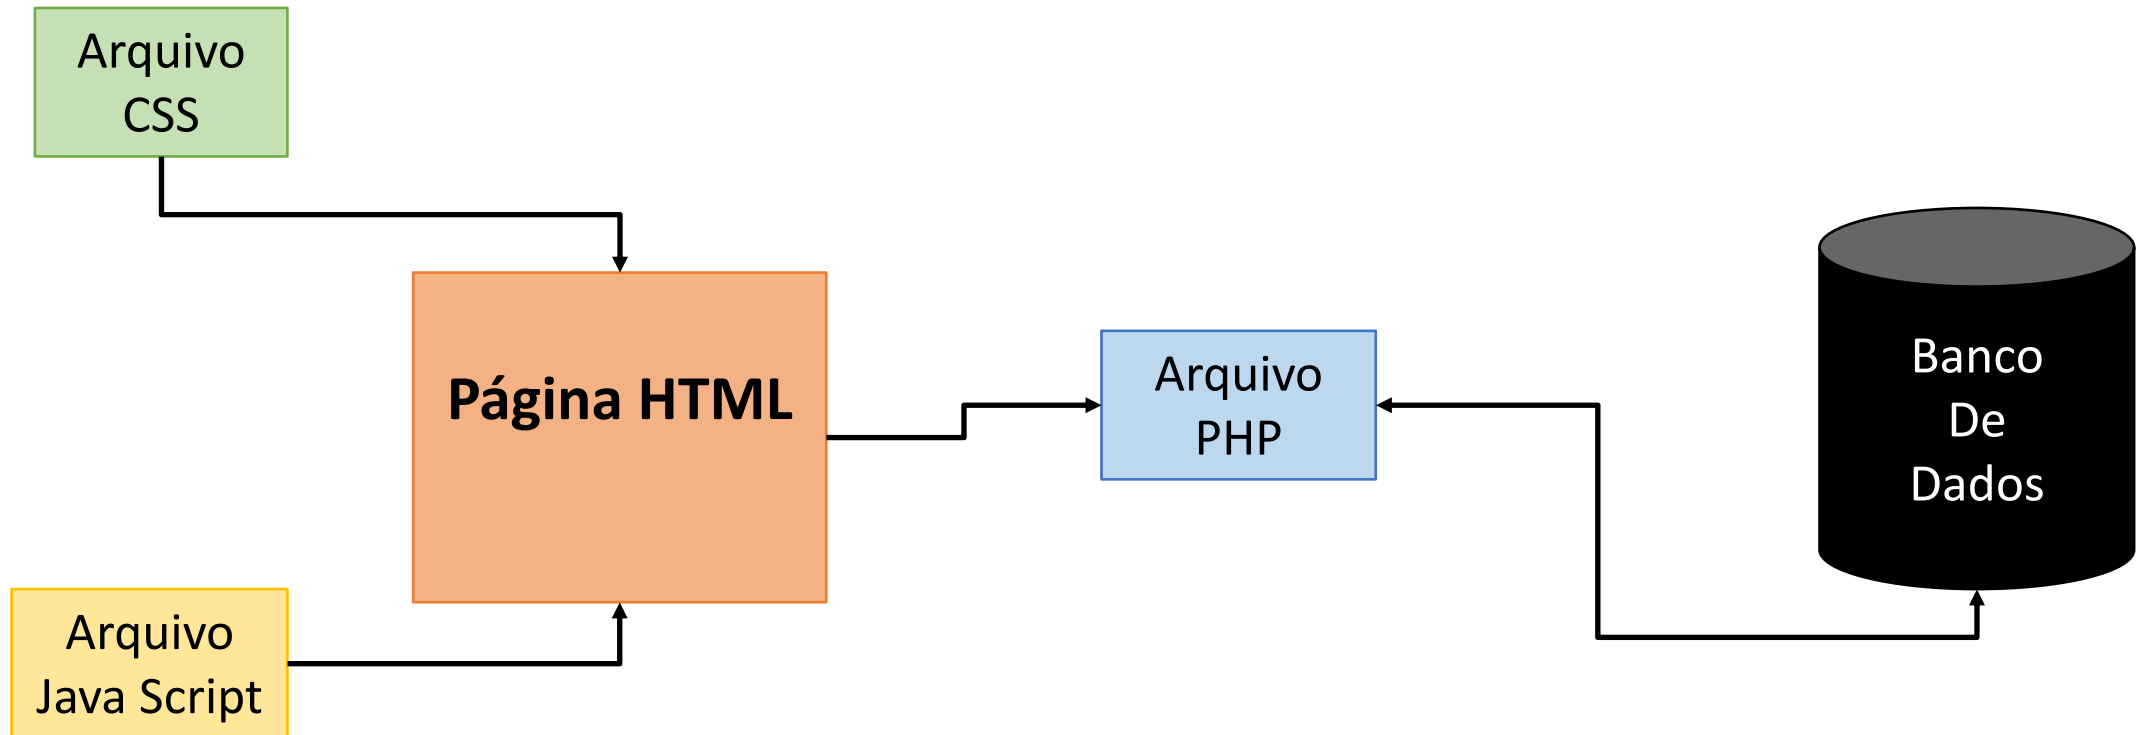 Arquivo
CSS
Página HTML
Arquivo
PHP
Banco
De
Dados
Arquivo
Java Script